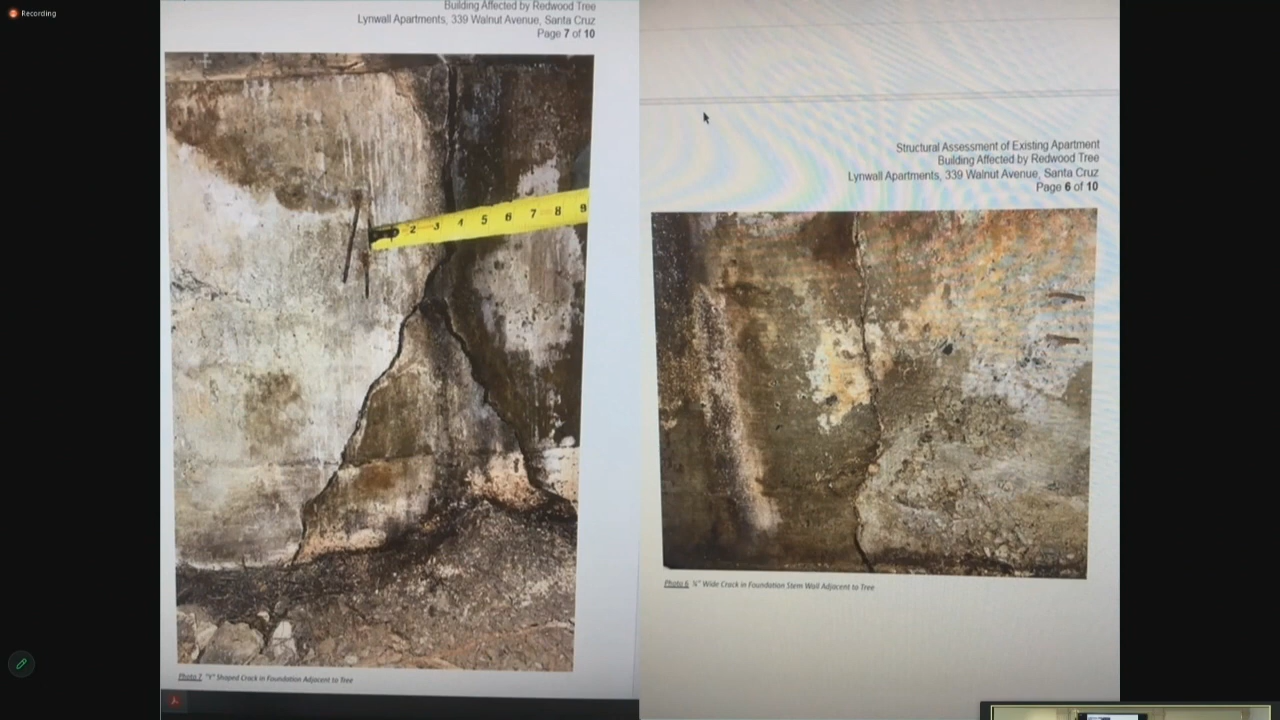 Recording
Building Affected by Redwood Tree
Lynwall Apartments, 339 Walnut Avenue, Santa Cruz
Page 7 of 10
2 3 4 5 6 7 8 9
Photo 7 "Y" Shaped Crack in Foundation Adjacent to Tree
Structural Assessment of Existing Apartment
Building Affected by Redwood Tree
Lynwall Apartments, 339 Walnut Avenue, Santa Cruz
Page 6 of 10
Photo 6 ¼" Wide Crack in Foundation Stem Wall Adjacent to Tree